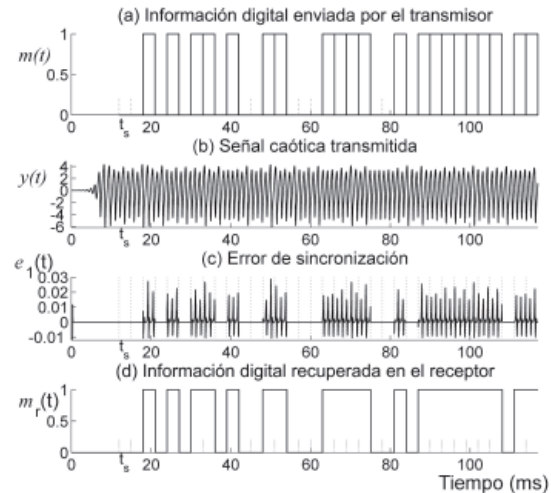 (a) Información digital enviada por el transmisor
m(t)
1
0.5
0
0 t_s 20 40 60 80 100
(b) Señal caótica transmitida
y(t)
4
2
0
-2
-4
-6
0 t_s 20 40 60 80 100
(c) Error de sincronización
e_1(t)
0.03
0.02
0.01
0
-0.01
0 t_s 20 40 60 80 100
(d) Información digital recuperada en el receptor
m_r(t)
1
0.5
0
0 t_s 20 40 60 80 100
Tiempo (ms)